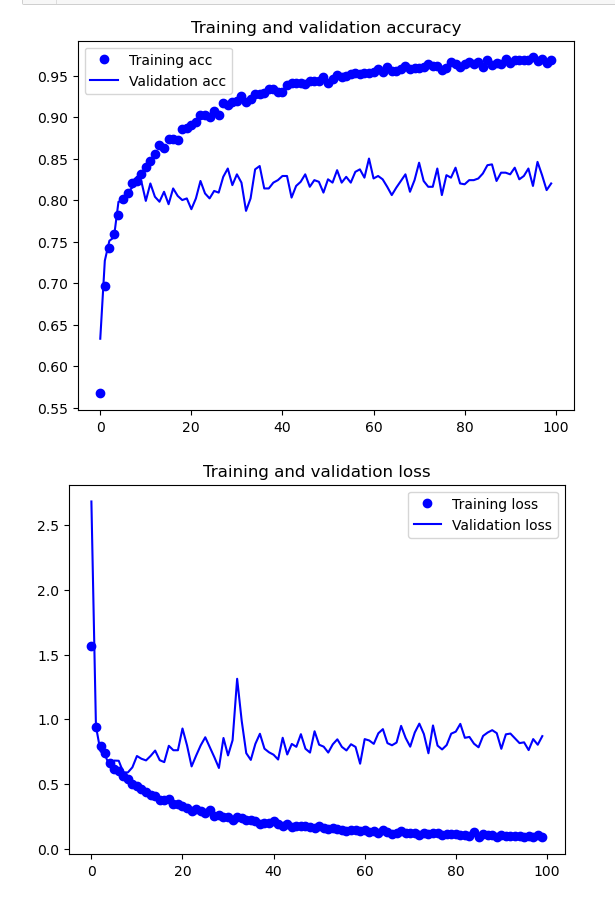 Training and validation accuracy
Training acc
Validation acc
0.95
0.90
0.85
0.80
0.75
0.70
0.65
0.60
0.55
0 20 40 60 80 100
Training and validation loss
Training loss
Validation loss
2.5
2.0
1.5
1.0
0.5
0.0
0 20 40 60 80 100